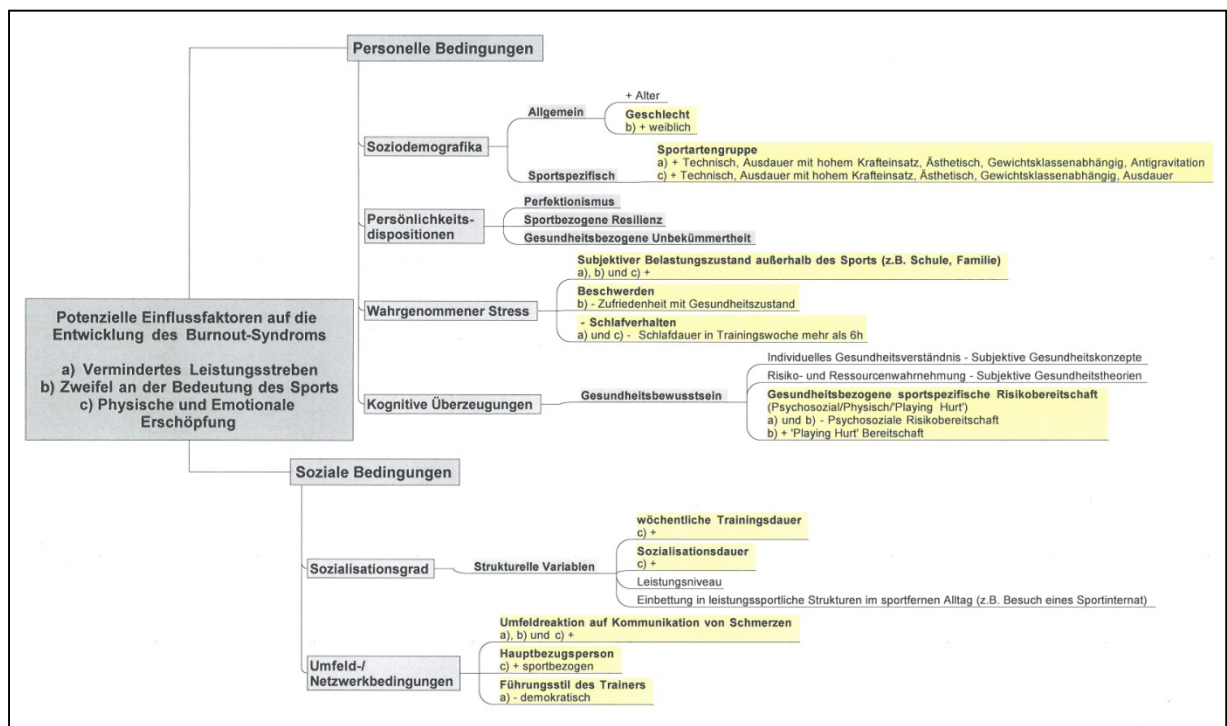 Potenzielle Einflussfaktoren auf die
Entwicklung des Burnout-Syndroms
a) Vermindertes Leistungsstreben
b) Zweifel an der Bedeutung des Sports
c) Physische und Emotionale
Erschöpfung
Personelle Bedingungen
Soziodemografika
Allgemein
+ Alter
Geschlecht
b) + weiblich
Sportspezifisch
Sportartengruppe
a) + Technisch, Ausdauer mit hohem Krafteinsatz, Ästhetisch, Gewichtsklassenabhängig, Antigravitation
c) + Technisch, Ausdauer mit hohem Krafteinsatz, Ästhetisch, Gewichtsklassenabhängig, Ausdauer
Persönlichkeits-
dispositionen
Perfektionismus
Sportbezogene Resilienz
Gesundheitsbezogene Unbekümmertheit
Wahrgenommener Stress
Subjektiver Belastungszustand außerhalb des Sports (z.B. Schule, Familie)
a), b) und c) +
Beschwerden
b) - Zufriedenheit mit Gesundheitszustand
- Schlafverhalten
a) und c) - Schlafdauer in Trainingswoche mehr als 6h
Kognitive Überzeugungen
Gesundheitsbewusstsein
Individuelles Gesundheitsverständnis - Subjektive Gesundheitskonzepte
Risiko- und Ressourcenwahrnehmung - Subjektive Gesundheitstheorien
Gesundheitsbezogene sportspezifische Risikobereitschaft
(Psychosozial/Physisch/'Playing Hurt')
a) und b) - Psychosoziale Risikobereitschaft
b) + 'Playing Hurt' Bereitschaft
Soziale Bedingungen
Sozialisationsgrad
Strukturelle Variablen
wöchentliche Trainingsdauer
c) +
Sozialisationsdauer
c) +
Leistungsniveau
Einbettung in leistungssportliche Strukturen im sportfernen Alltag (z.B. Besuch eines Sportinternat)
Umfeld-/
Netzwerkbedingungen
Umfeldreaktion auf Kommunikation von Schmerzen
a), b) und c) +
Hauptbezugsperson
c) + sportbezogen
Führungsstil des Trainers
a) - demokratisch